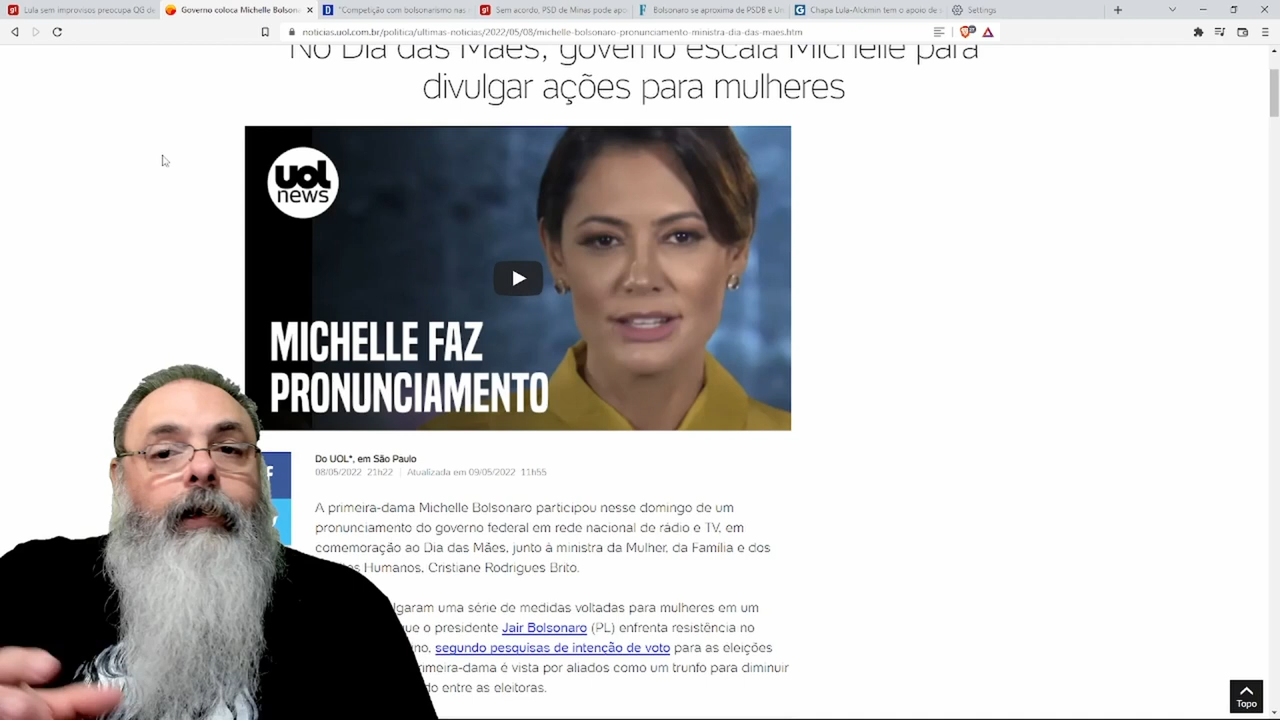 Lula sem improvisos preocupa QG de
Governo coloca Michelle Bolson
"Competição com bolsonarismo nas
Sem acordo, PSD de Minas pode apo
Bolsonaro se aproxima de PSDB e Un
Chapa Lula-Alckmin tem o apoio de
Settings
noticias.uol.com.br/politica/ultimas-noticias/2022/05/08/michelle-bolsonaro-pronunciamento-ministra-dia-das-maes.htm
No Dia das Mães, governo escala Michelle para
divulgar ações para mulheres
uol
news
MICHELLE FAZ
PRONUNCIAMENTO
Do UOL*, em São Paulo
08/05/2022 21h22 | Atualizada em 09/05/2022 11h55
A primeira-dama Michelle Bolsonaro participou nesse domingo de um
pronunciamento do governo federal em rede nacional de rádio e TV, em
comemoração ao Dia das Mães, junto à ministra da Mulher, da Família e dos
os Humanos, Cristiane Rodrigues Brito.
lgaram uma série de medidas voltadas para mulheres em um
que o presidente Jair Bolsonaro (PL) enfrenta resistência no
no, segundo pesquisas de intenção de voto para as eleições
imeira-dama é vista por aliados como um trunfo para diminuir
do entre as eleitoras.
Topo